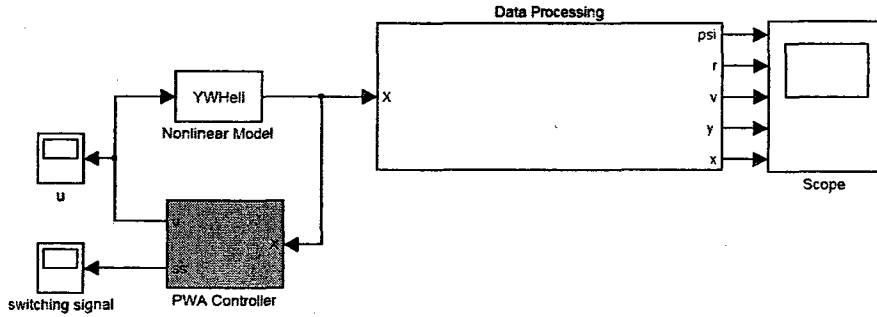 Data Processing
psi
r
v
y
x
X
YWHeli
Nonlinear Model
u
Scope
u
X
ss
PWA Controller
switching signal